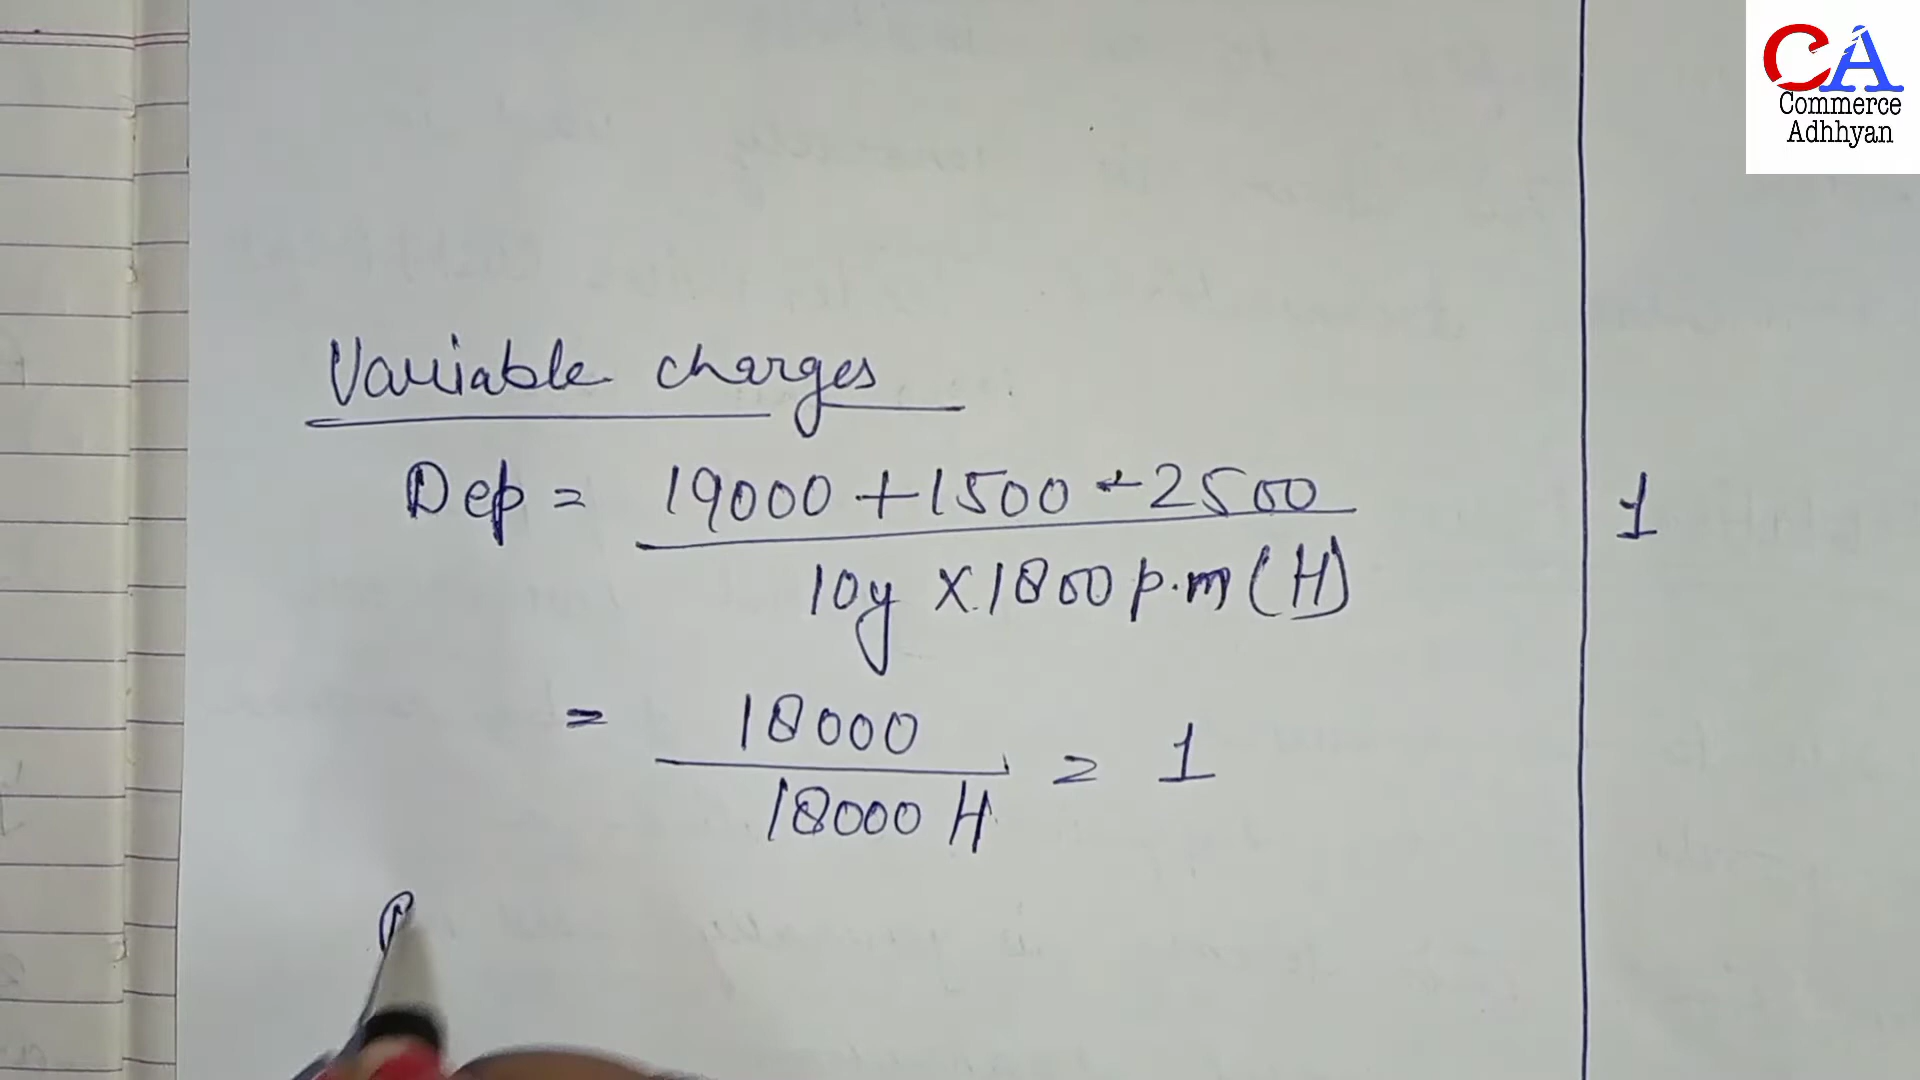 CA
Commerce
Adhhyan
Variable charges
Dep = 19000 + 1500 - 2500 1
10y x 1800 p.m (H)
= 18000 = 1
18000 H